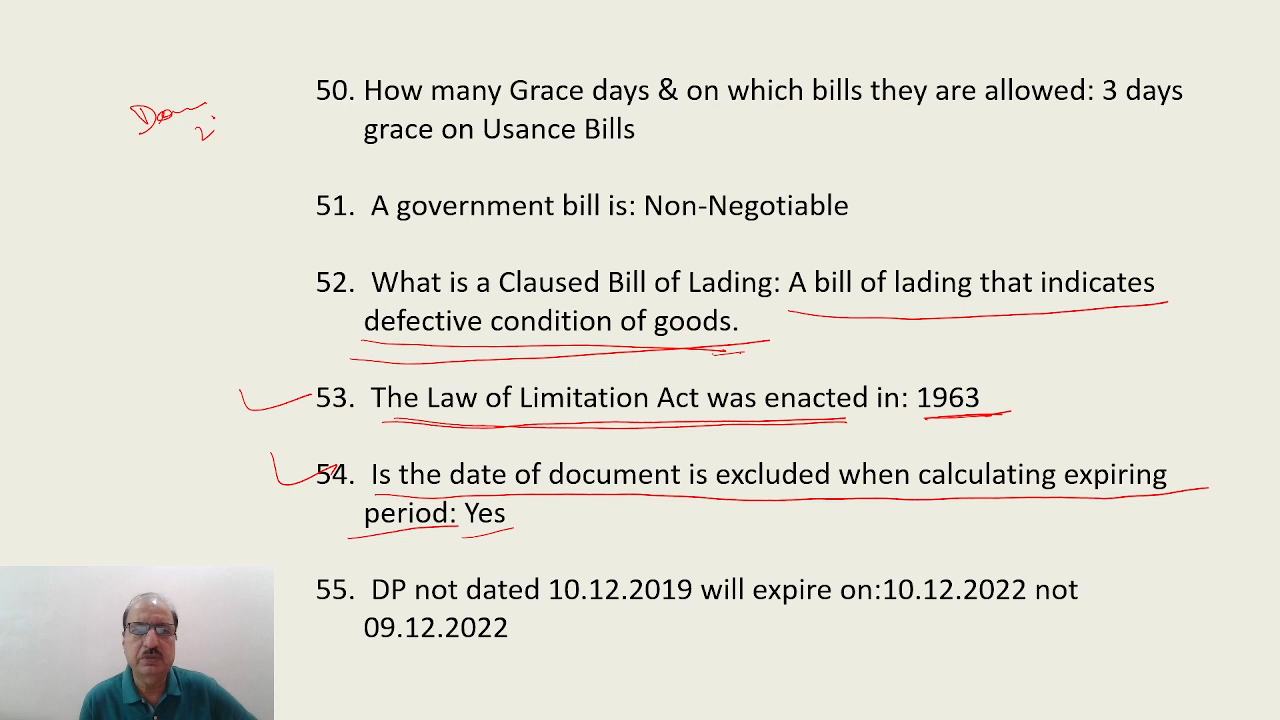 50. How many Grace days & on which bills they are allowed: 3 days
grace on Usance Bills
51. A government bill is: Non-Negotiable
52. What is a Claused Bill of Lading: A bill of lading that indicates
defective condition of goods.
53. The Law of Limitation Act was enacted in: 1963
54. Is the date of document is excluded when calculating expiring
period: Yes
55. DP not dated 10.12.2019 will expire on:10.12.2022 not
09.12.2022